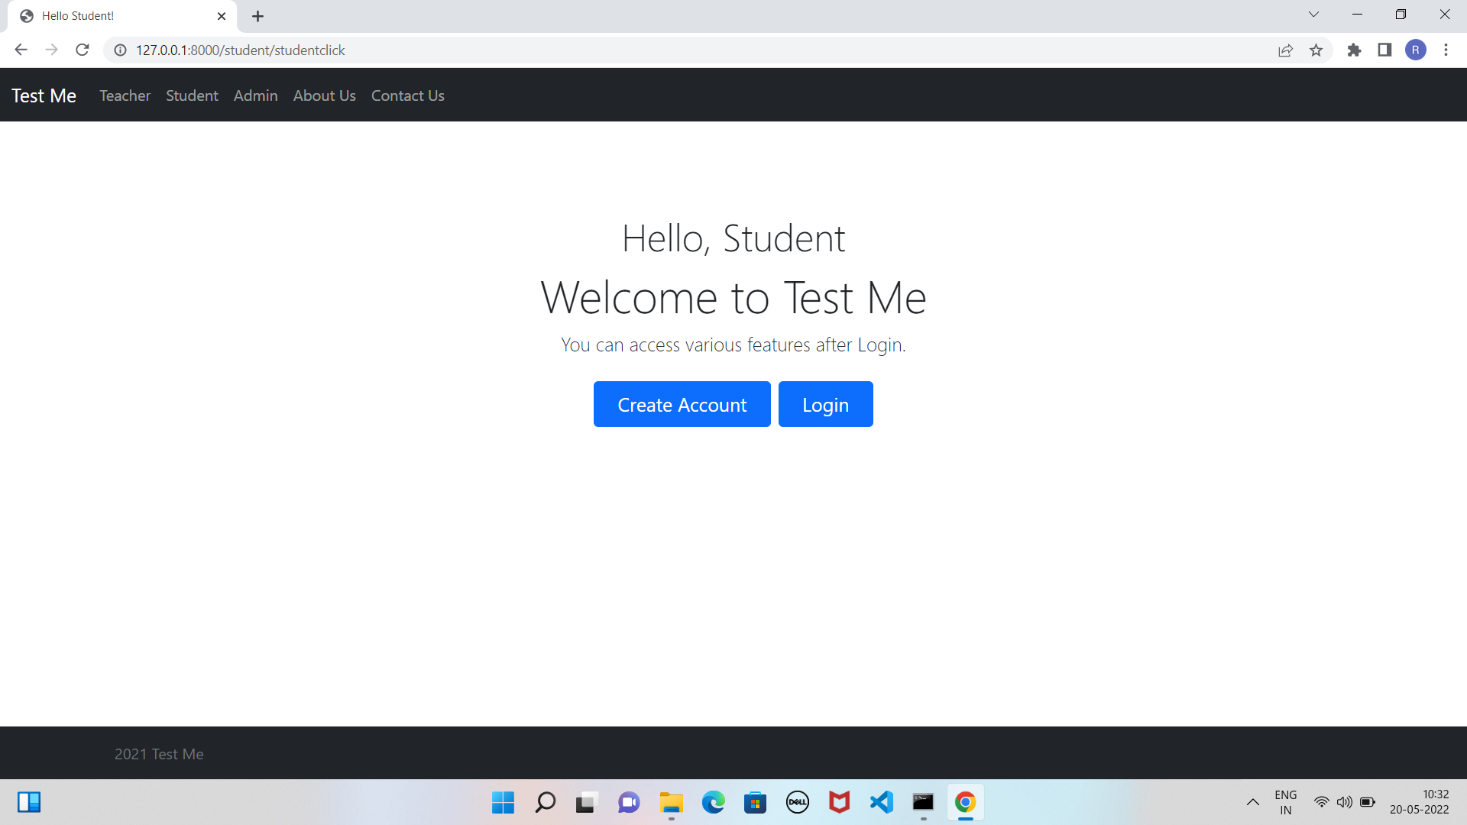 Hello Student!
127.0.0.1:8000/student/studentclick
R
Test Me Teacher Student Admin About Us Contact Us
Hello, Student
Welcome to Test Me
You can access various features after Login.
Create Account Login
2021 Test Me
DELL
ENG
IN
10:32
20-05-2022